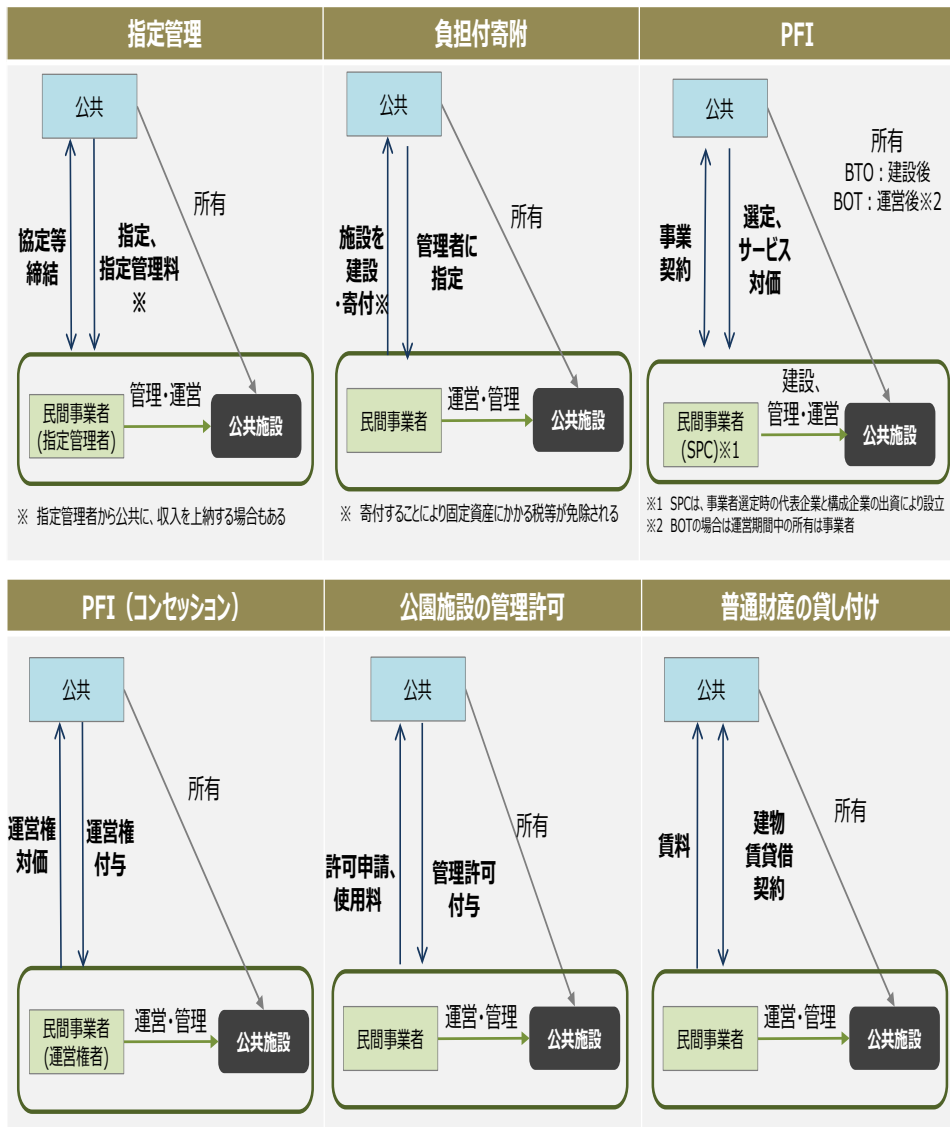 指定管理
公共
所有
協定等
締結
指定、
指定管理料
※
民間事業者
(指定管理者)
管理・運営
公共施設
※ 指定管理者から公共に、収入を上納する場合もある
負担付寄附
公共
所有
施設を
建設
・寄付※
管理者に
指定
民間事業者
運営・管理
公共施設
※ 寄付することにより固定資産にかかる税等が免除される
PFI
公共
所有
BTO：建設後
BOT：運営後※2
事業
契約
選定、
サービス
対価
民間事業者
(SPC)※1
建設、
管理・運営
公共施設
※1 SPCは、事業者選定時の代表企業と構成企業の出資により設立
※2 BOTの場合は運営期間中の所有は事業者
PFI（コンセッション）
公共
所有
運営権
対価
運営権
付与
民間事業者
(運営権者)
運営・管理
公共施設
公園施設の管理許可
公共
所有
許可申請、
使用料
管理許可
付与
民間事業者
運営・管理
公共施設
普通財産の貸し付け
公共
所有
賃料
建物
賃貸借
契約
民間事業者
運営・管理
公共施設